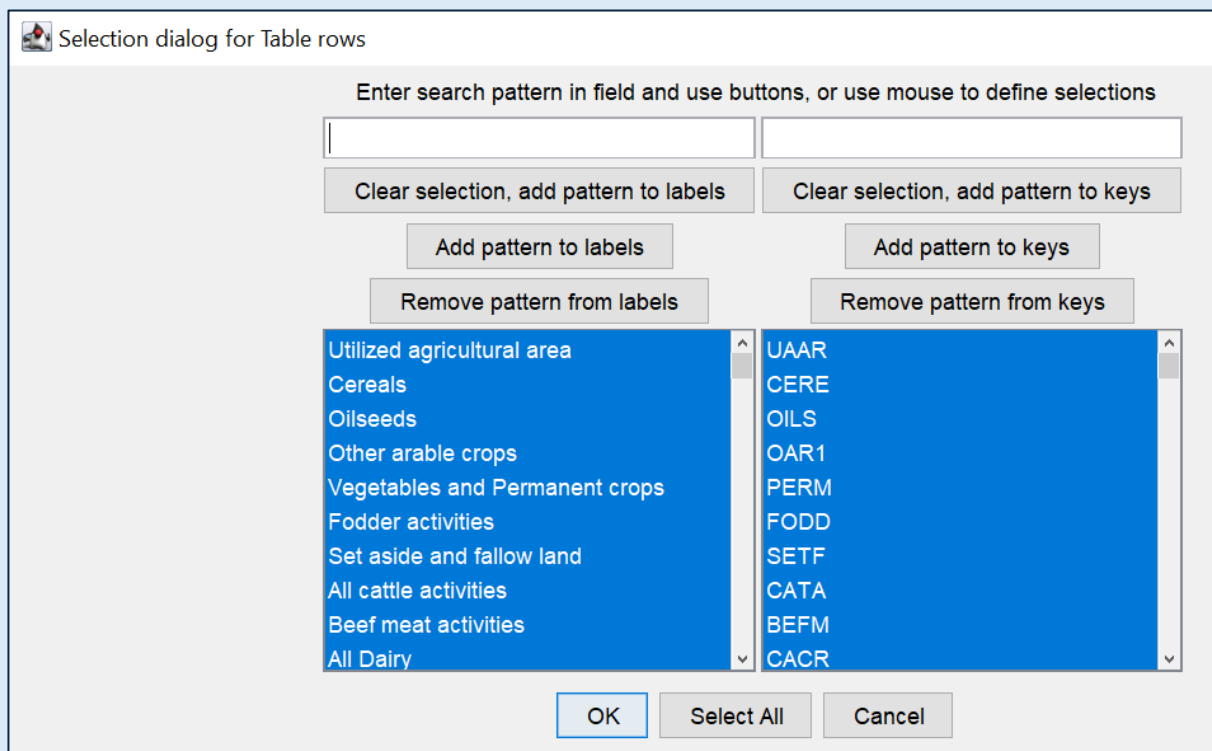 Selection dialog for Table rows
Enter search pattern in field and use buttons, or use mouse to define selections
Clear selection, add pattern to labels
Clear selection, add pattern to keys
Add pattern to labels
Add pattern to keys
Remove pattern from labels
Remove pattern from keys
Utilized agricultural area
Cereals
Oilseeds
Other arable crops
Vegetables and Permanent crops
Fodder activities
Set aside and fallow land
All cattle activities
Beef meat activities
All Dairy
UAAR
CERE
OILS
OAR1
PERM
FODD
SETF
CATA
BEFM
CACR
OK
Select All
Cancel